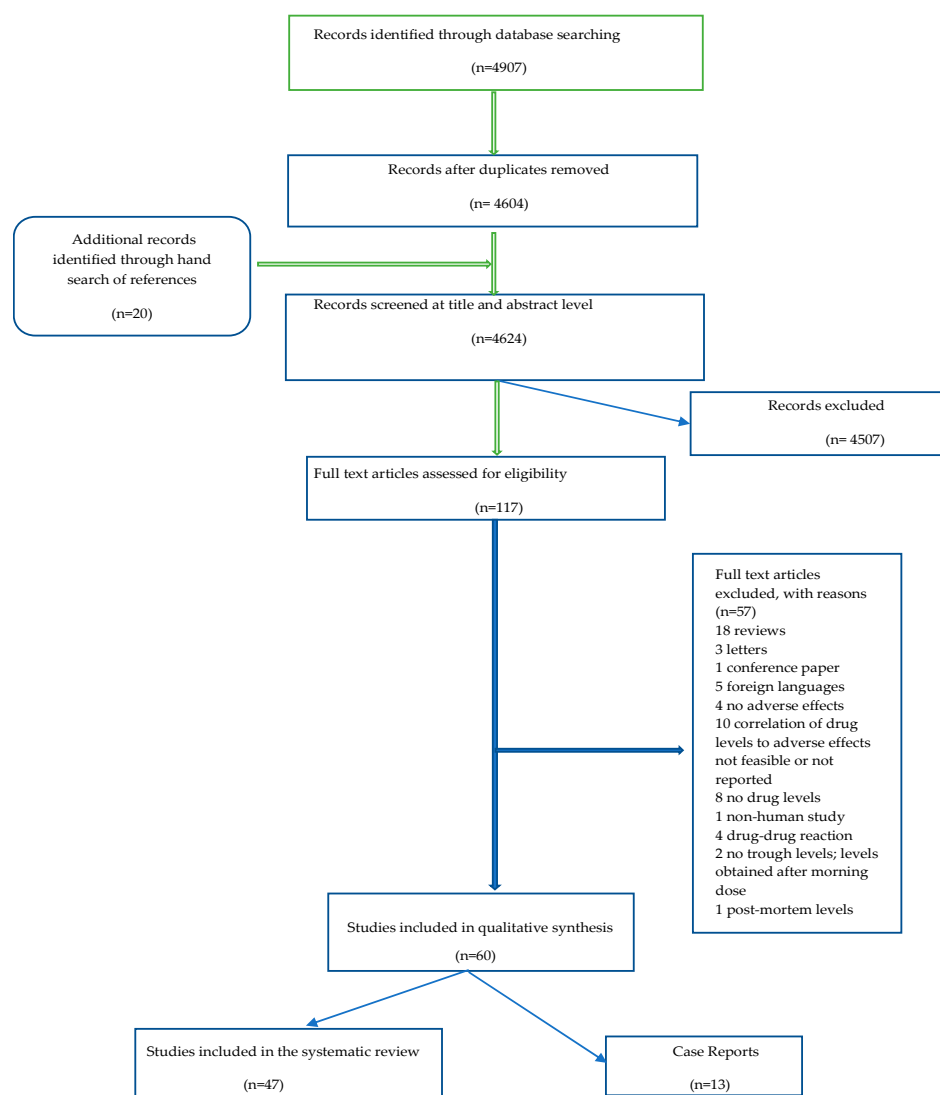 Records identified through database searching
(n=4907)
Records after duplicates removed
(n= 4604)
Additional records
identified through hand
search of references
(n=20)
Records screened at title and abstract level
(n=4624)
Records excluded
(n= 4507)
Full text articles assessed for eligibility
(n=117)
Full text articles
excluded, with reasons
(n=57)
18 reviews
3 letters
1 conference paper
5 foreign languages
4 no adverse effects
10 correlation of drug
levels to adverse effects
not feasible or not
reported
8 no drug levels
1 non-human study
4 drug-drug reaction
2 no trough levels; levels
obtained after morning
dose
1 post-mortem levels
Studies included in qualitative synthesis
(n=60)
Studies included in the systematic review
(n=47)
Case Reports
(n=13)